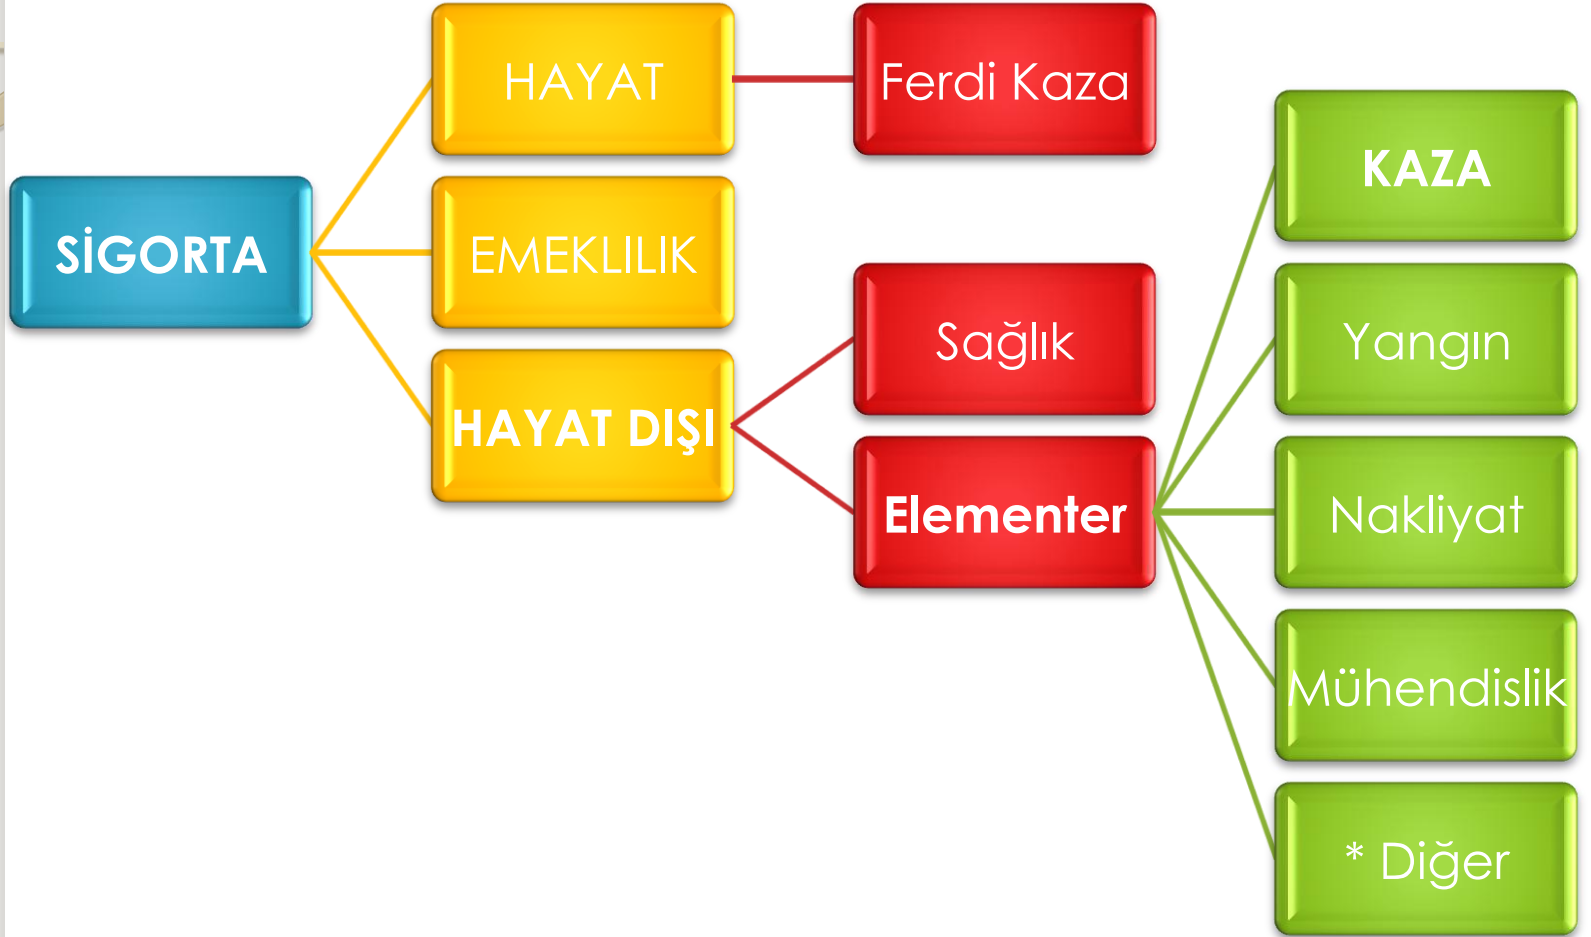 SİGORTA
HAYAT
Ferdi Kaza
EMEKLILIK
HAYAT DIŞI
Sağlık
Elementer
KAZA
Yangın
Nakliyat
Mühendislik
* Diğer